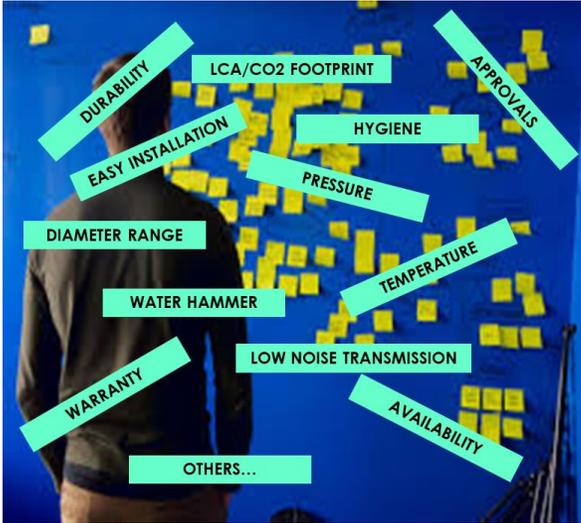 DURABILITY
LCA/CO2 FOOTPRINT
APPROVALS
EASY INSTALLATION
HYGIENE
PRESSURE
DIAMETER RANGE
TEMPERATURE
WATER HAMMER
LOW NOISE TRANSMISSION
WARRANTY
AVAILABILITY
OTHERS...